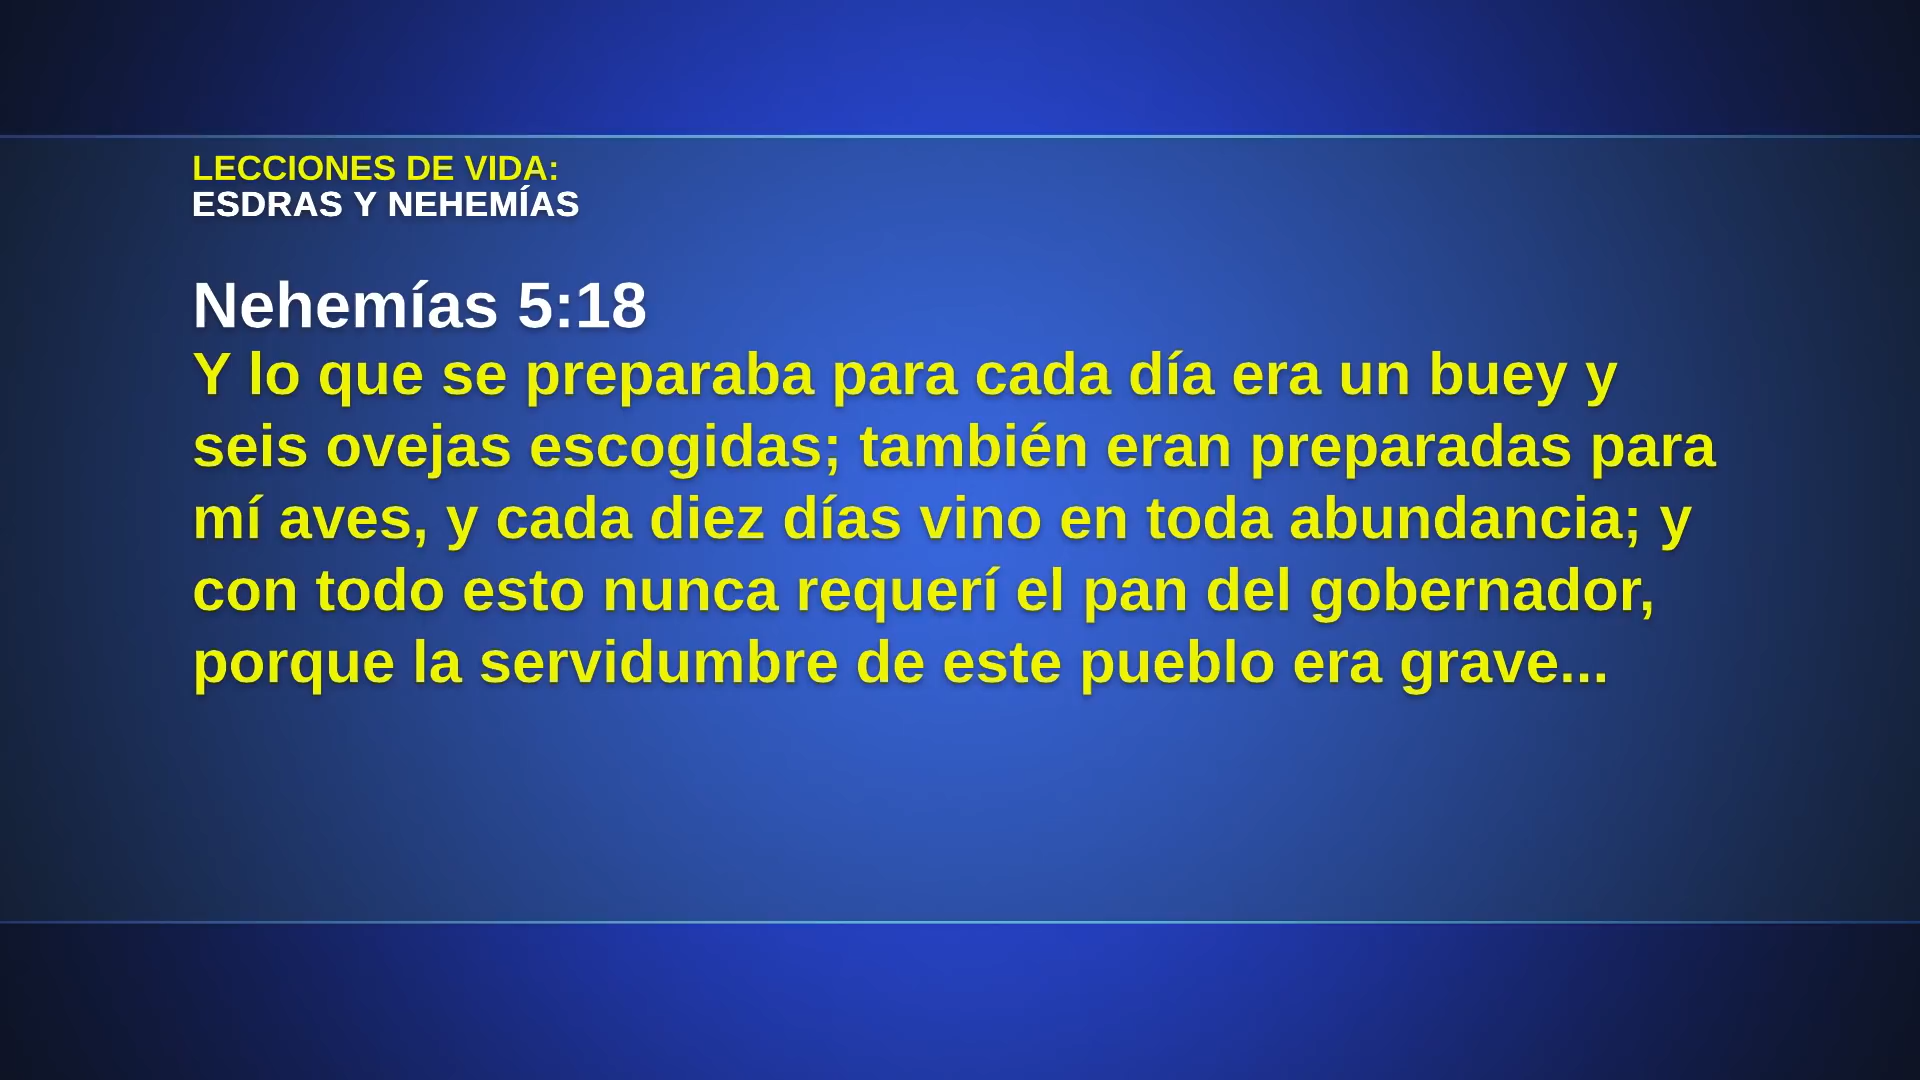 LECCIONES DE VIDA:
ESDRAS Y NEHEMÍAS
Nehemías 5:18
Y lo que se preparaba para cada día era un buey y
seis ovejas escogidas; también eran preparadas para
mí aves, y cada diez días vino en toda abundancia; y
con todo esto nunca requerí el pan del gobernador,
porque la servidumbre de este pueblo era grave...